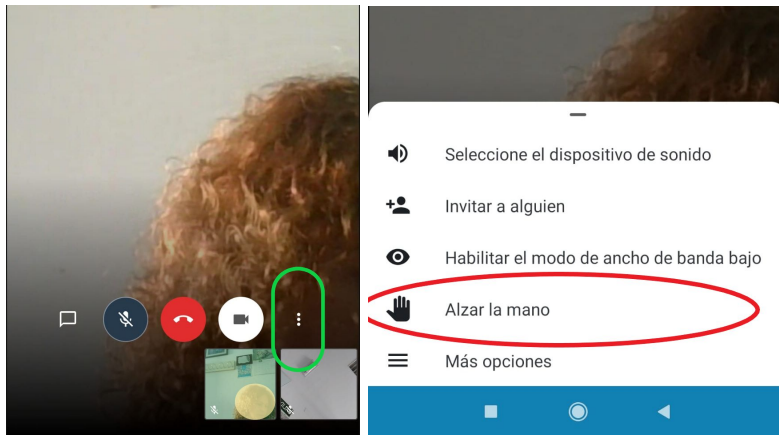 Seleccione el dispositivo de sonido
Invitar a alguien
Habilitar el modo de ancho de banda bajo
Alzar la mano
Más opciones